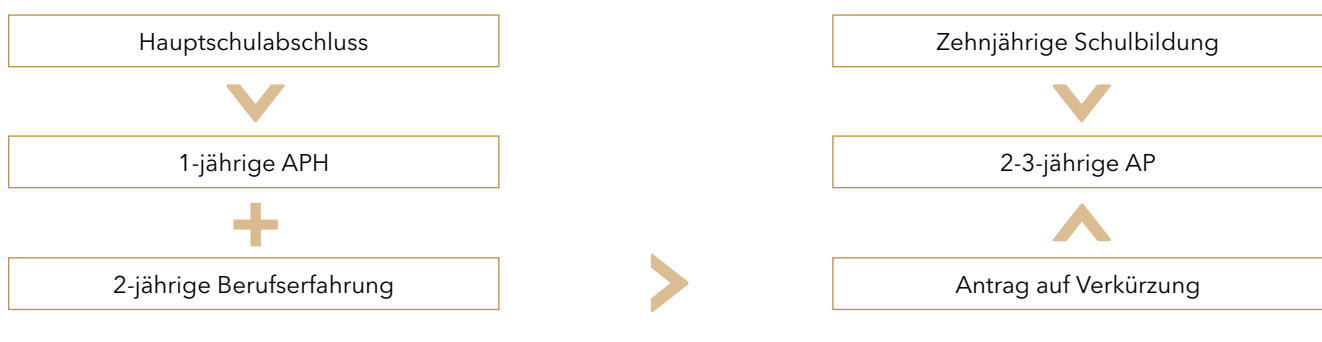 Hauptschulabschluss
1-jährige APH
2-jährige Berufserfahrung
Zehnjährige Schulbildung
2-3-jährige AP
Antrag auf Verkürzung